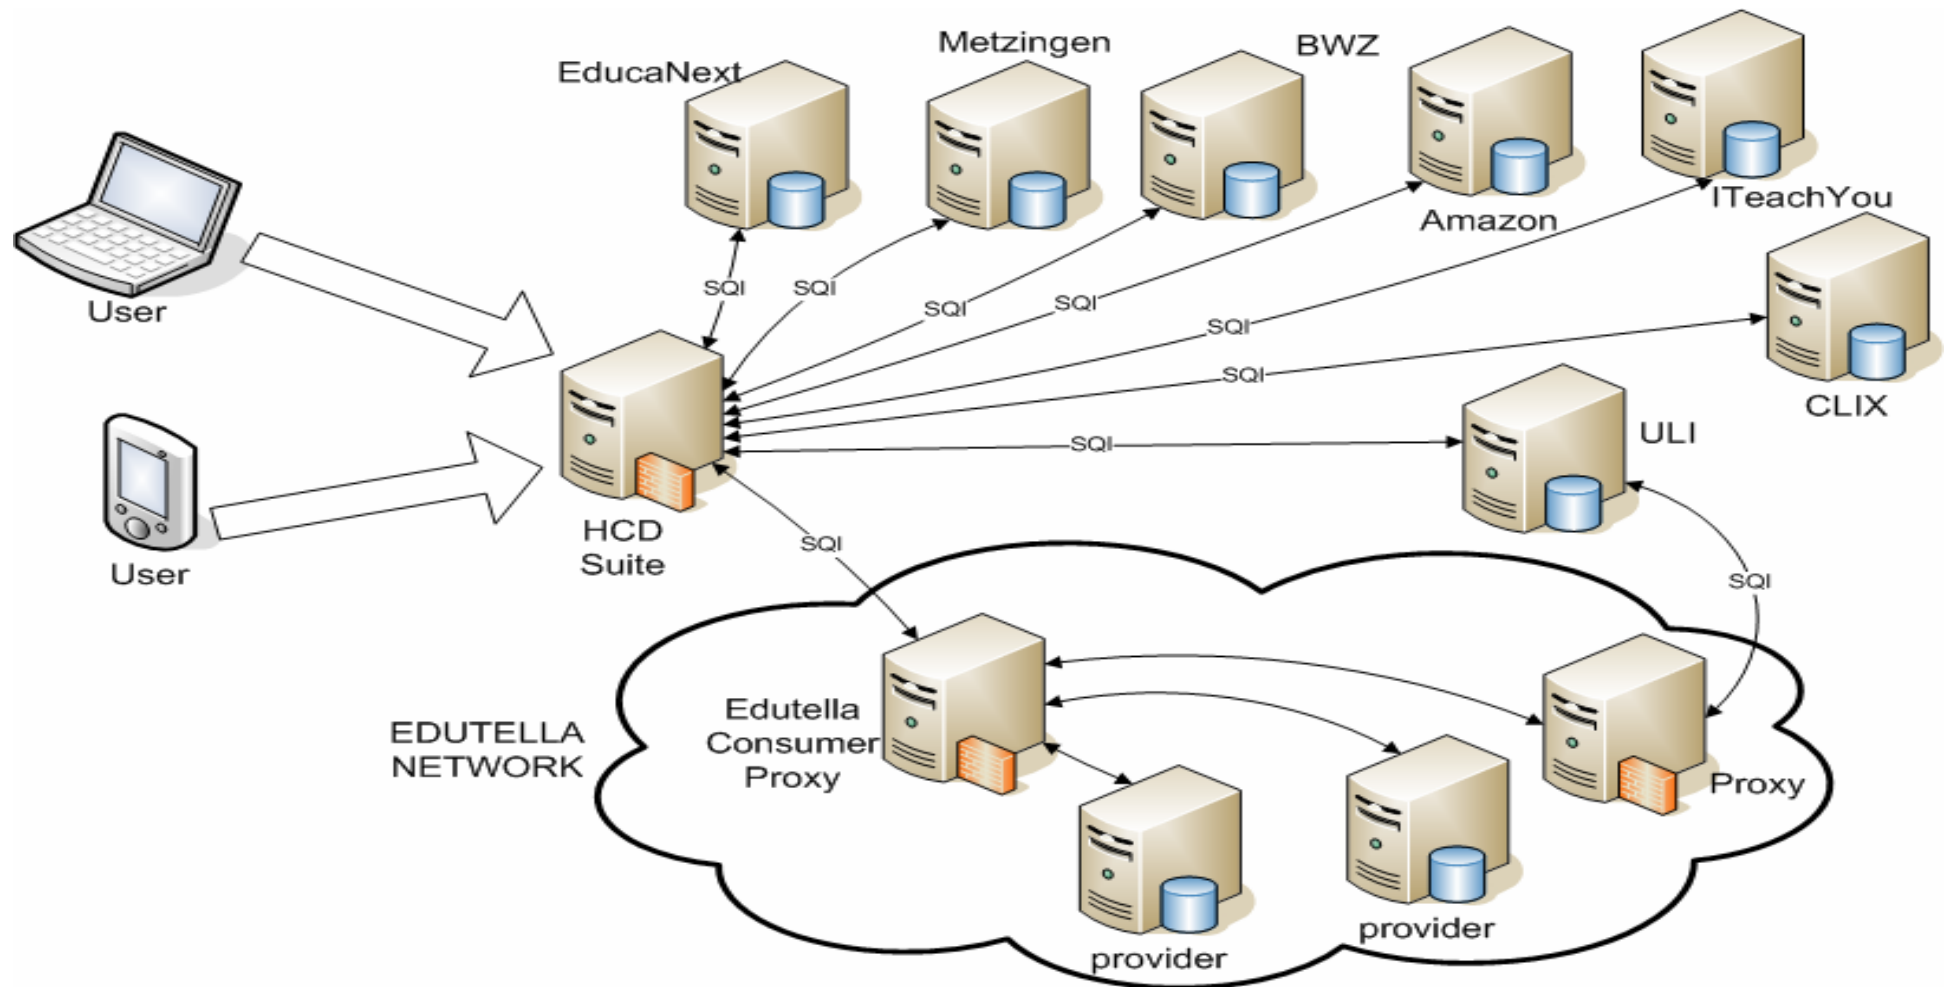 Metzingen
BWZ
EducaNext
ITeachYou
Amazon
User
SQI
SQI
SQI
SQI
SQI
SQI
CLIX
ULI
SQI
HCD
Suite
SQI
User
SQI
EDUTELLA
NETWORK
Edutella
Consumer
Proxy
Proxy
provider
provider